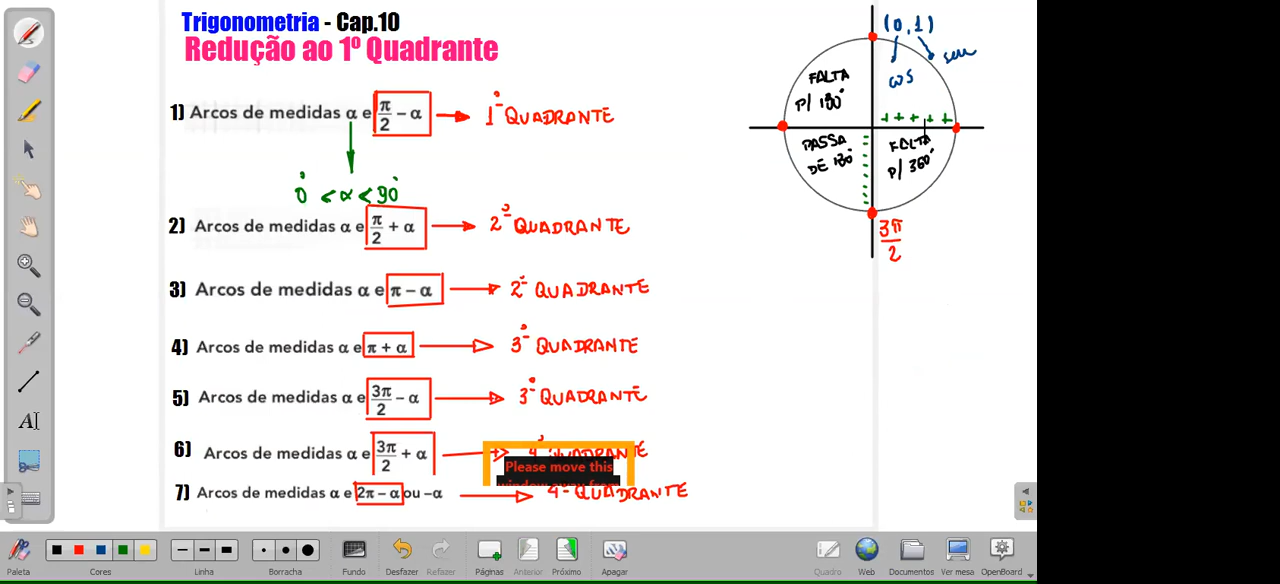 Trigonometria - Cap.10
Redução ao 1º Quadrante
1) Arcos de medidas α e π/2 − α → 1º QUADRANTE
0° < α < 90°
2) Arcos de medidas α e π/2 + α → 2º QUADRANTE
3) Arcos de medidas α e π − α → 2º QUADRANTE
4) Arcos de medidas α e π + α → 3º QUADRANTE
5) Arcos de medidas α e 3π/2 − α → 3º QUADRANTE
6) Arcos de medidas α e 3π/2 + α → 4º QUADRANTE
Please move this
7) Arcos de medidas α e 2π − α ou −α → 4º QUADRANTE
(0,1)
cos
sen
FALTA
P/ 180°
+ + + + +
PASSA
DE 180°
FALTA
P/ 360°
3π/2
Paleta Cores Linha Borracha Fundo Desfazer Refazer Páginas Anterior Próximo Apagar Quadro Web Documentos Ver mesa OpenBoard